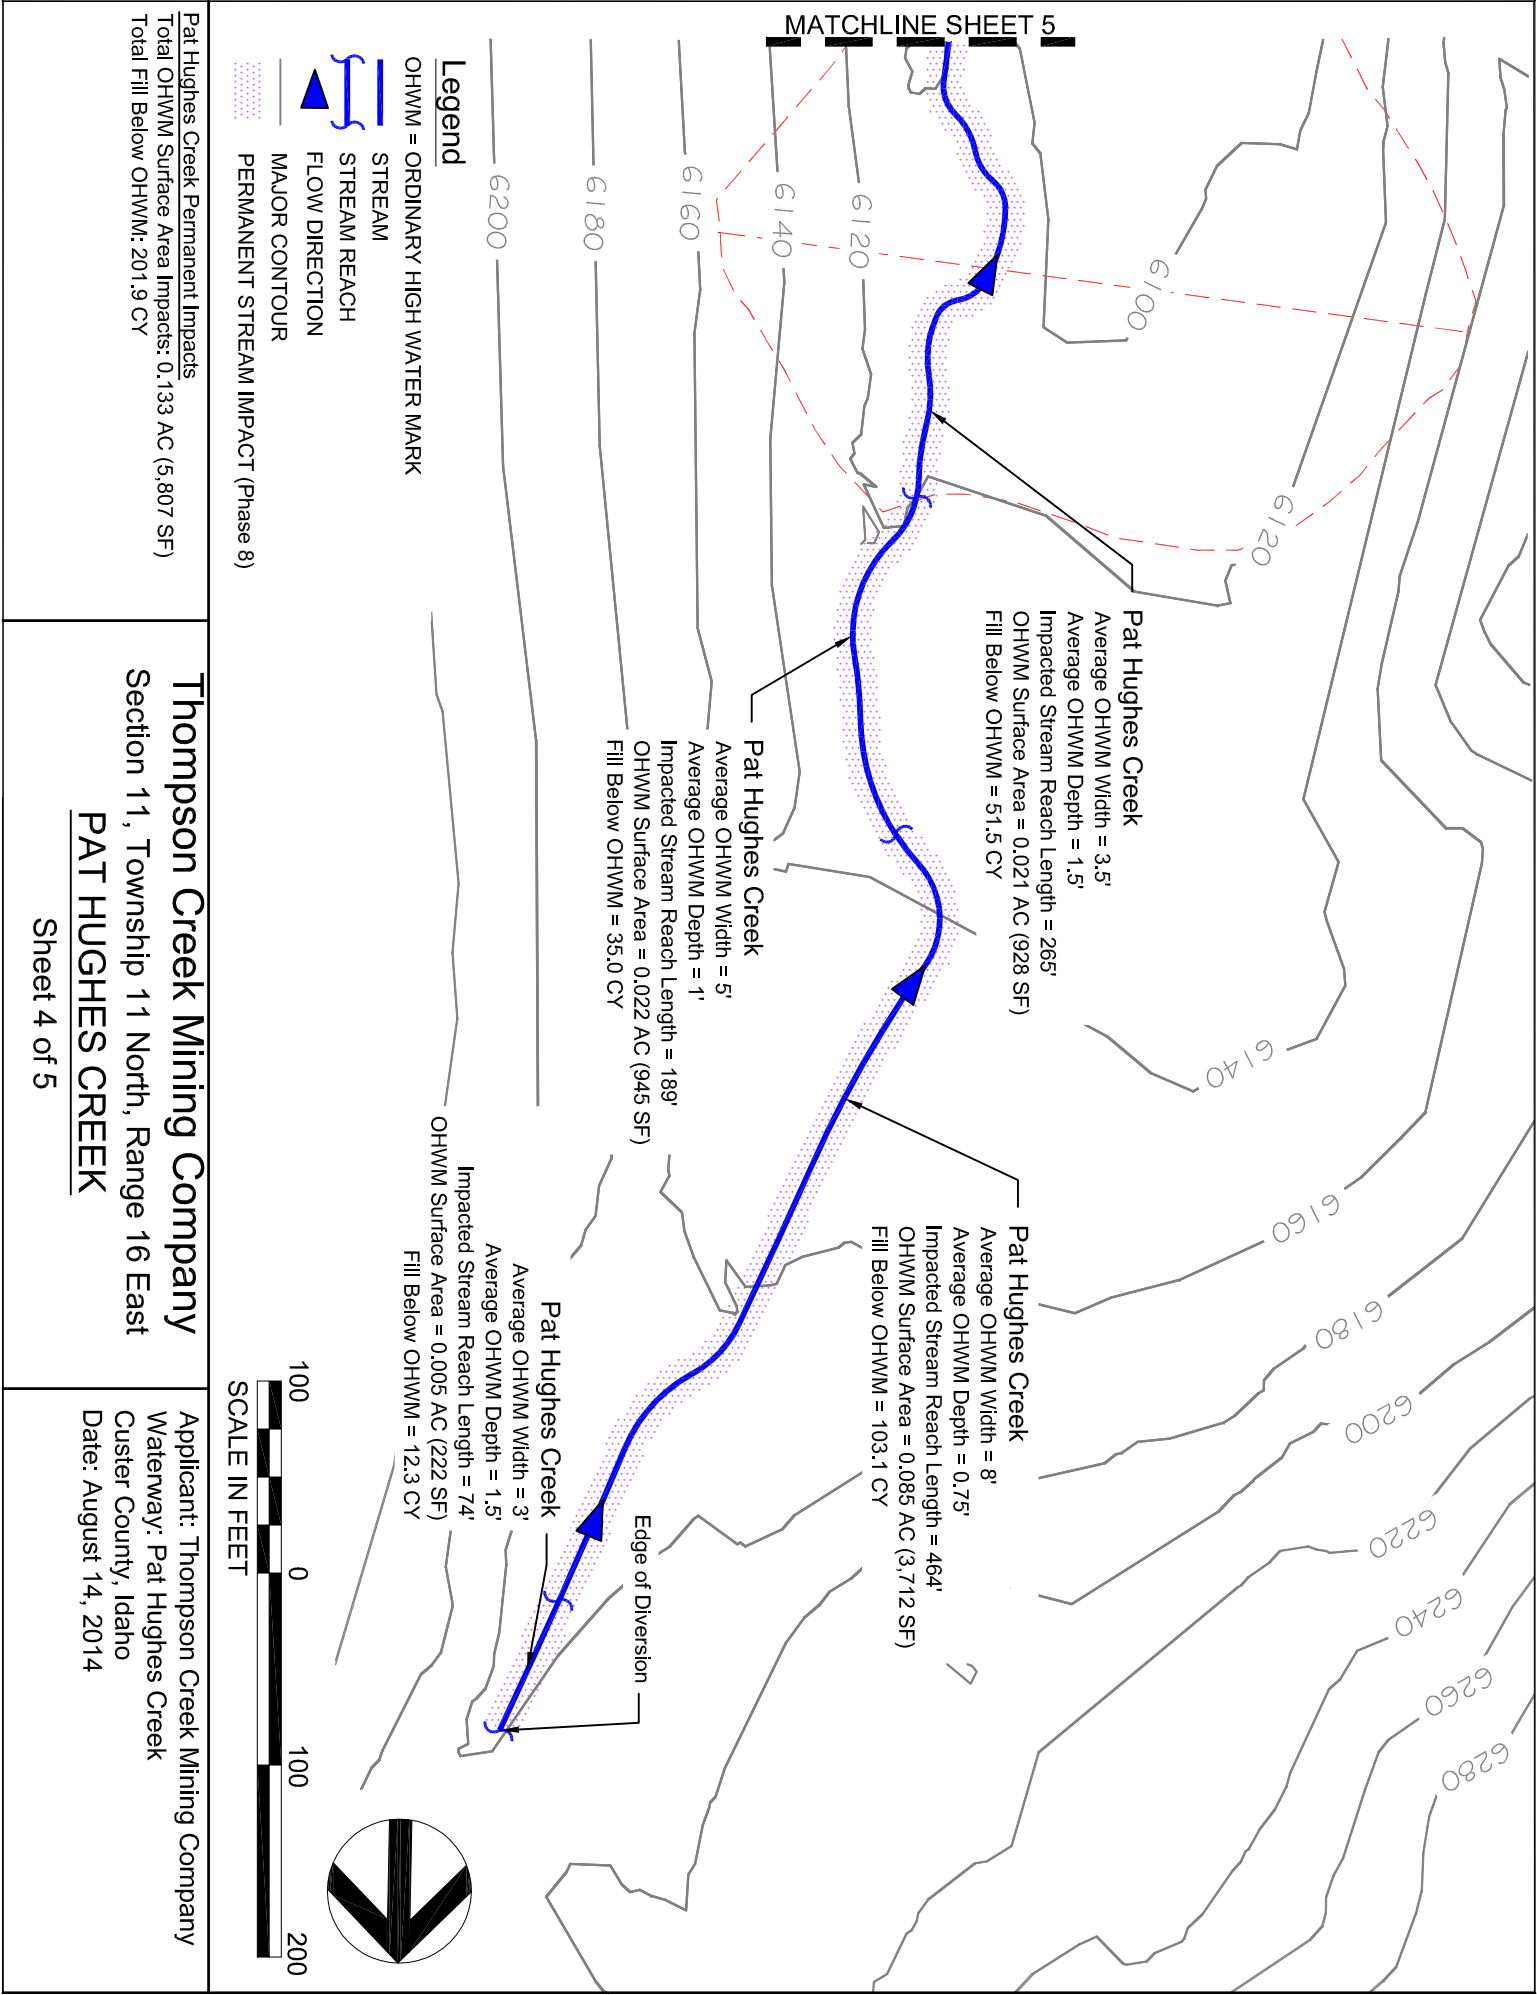 MATCHLINE SHEET 5
6100
6120
6140
6160
6180
6200
6220
6240
6260
6280
6120
6140
6160
6180
6200
Pat Hughes Creek
Average OHWM Width = 3.5'
Average OHWM Depth = 1.5'
Impacted Stream Reach Length = 265'
OHWM Surface Area = 0.021 AC (928 SF)
Fill Below OHWM = 51.5 CY
Pat Hughes Creek
Average OHWM Width = 5'
Average OHWM Depth = 1'
Impacted Stream Reach Length = 189'
OHWM Surface Area = 0.022 AC (945 SF)
Fill Below OHWM = 35.0 CY
Pat Hughes Creek
Average OHWM Width = 8'
Average OHWM Depth = 0.75'
Impacted Stream Reach Length = 464'
OHWM Surface Area = 0.085 AC (3,712 SF)
Fill Below OHWM = 103.1 CY
Edge of Diversion
Pat Hughes Creek
Average OHWM Width = 3'
Average OHWM Depth = 1.5'
Impacted Stream Reach Length = 74'
OHWM Surface Area = 0.005 AC (222 SF)
Fill Below OHWM = 12.3 CY
Legend
OHWM = ORDINARY HIGH WATER MARK
STREAM
STREAM REACH
FLOW DIRECTION
MAJOR CONTOUR
PERMANENT STREAM IMPACT (Phase 8)
100 0 100 200
SCALE IN FEET
Pat Hughes Creek Permanent Impacts
Total OHWM Surface Area Impacts: 0.133 AC (5,807 SF)
Total Fill Below OHWM: 201.9 CY
Thompson Creek Mining Company
Section 11, Township 11 North, Range 16 East
PAT HUGHES CREEK
Sheet 4 of 5
Applicant: Thompson Creek Mining Company
Waterway: Pat Hughes Creek
Custer County, Idaho
Date: August 14, 2014